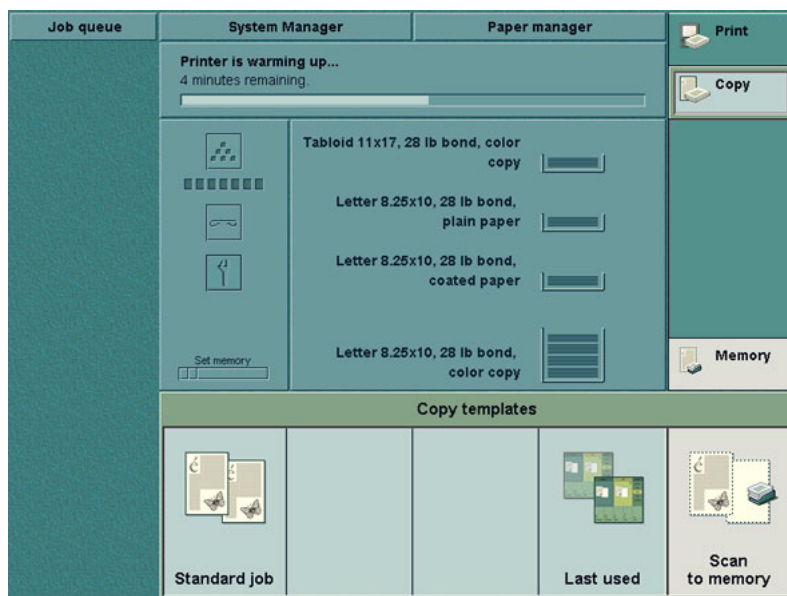 Job queue
System Manager
Paper manager
Print
Printer is warming up...
4 minutes remaining.
Copy
Tabloid 11x17, 28 lb bond, color
copy
Letter 8.25x10, 28 lb bond,
plain paper
Letter 8.25x10, 28 lb bond,
coated paper
Set memory
Letter 8.25x10, 28 lb bond,
color copy
Memory
Copy templates
ć
ć
ć
Standard job
Last used
Scan
to memory